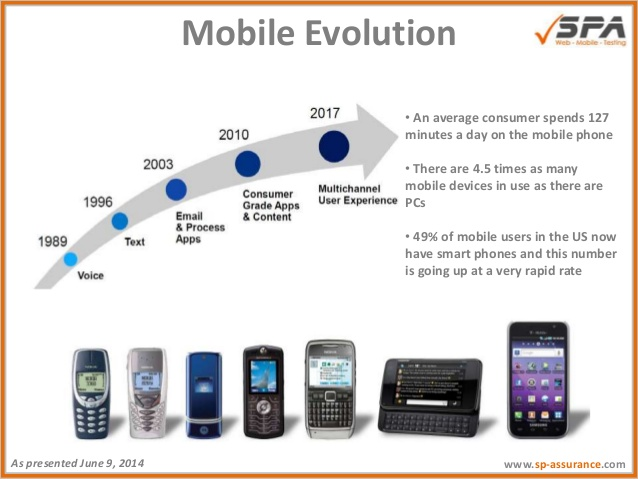 Mobile Evolution
SPA
Web - Mobile - Testing
2017
2010
2003
1996
1989
Multichannel
User Experience
Consumer
Grade Apps
& Content
Email
& Process
Apps
Text
Voice
• An average consumer spends 127
minutes a day on the mobile phone
• There are 4.5 times as many
mobile devices in use as there are
PCs
• 49% of mobile users in the US now
have smart phones and this number
is going up at a very rapid rate
NOKIA
SAMSUNG
As presented June 9, 2014
www.sp-assurance.com